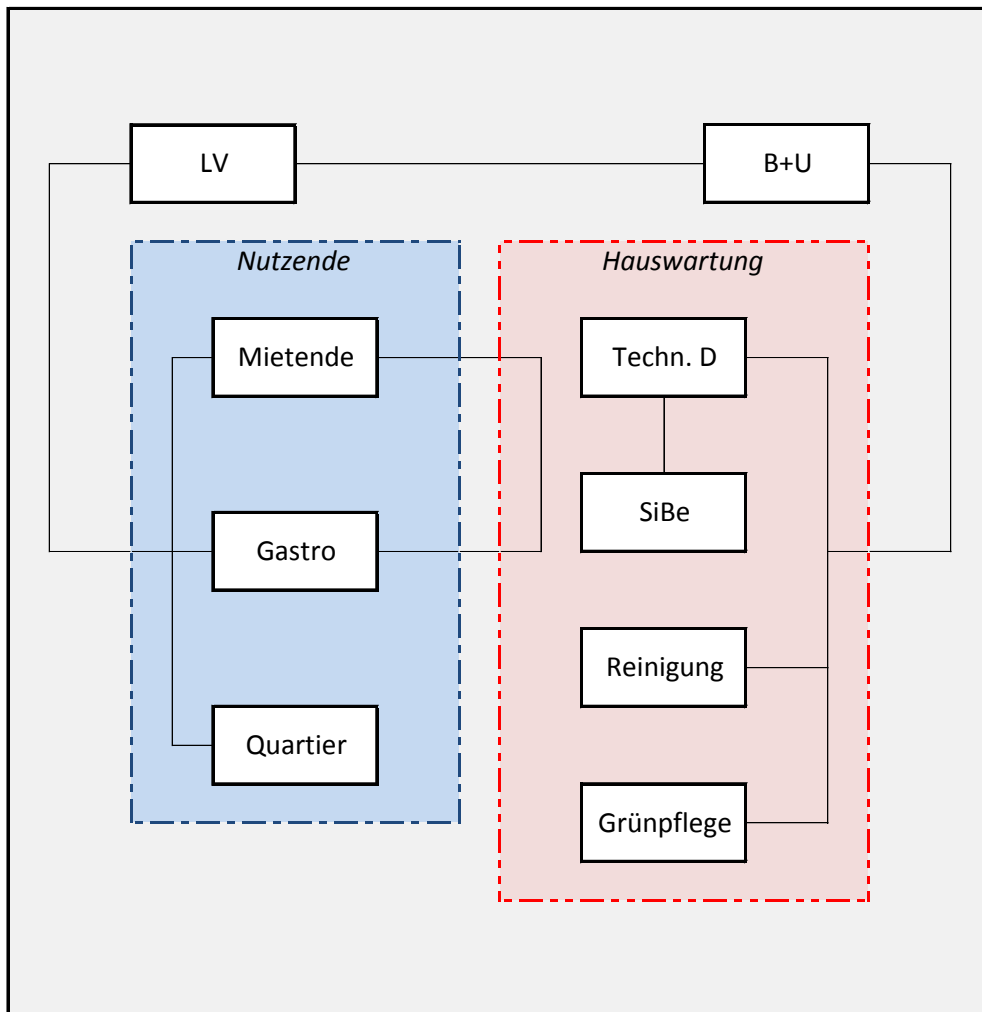 LV
B+U
Nutzende
Hauswartung
Mietende
Techn. D
SiBe
Gastro
Reinigung
Quartier
Grünpflege